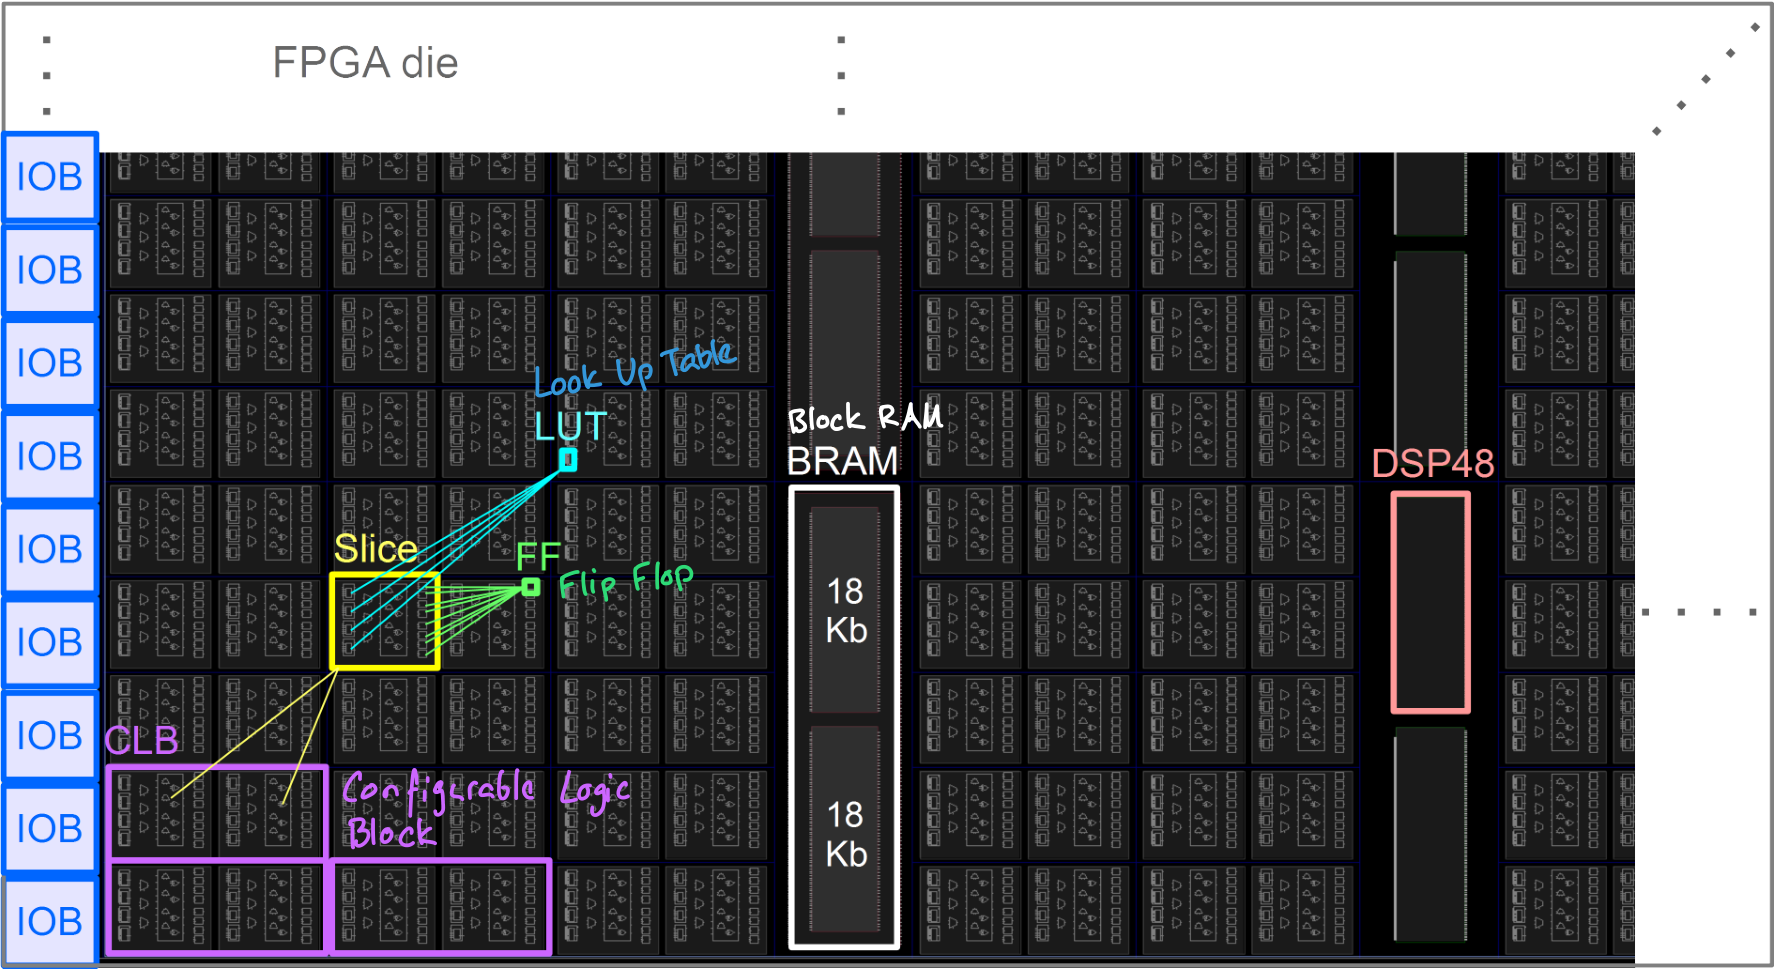 FPGA die
IOB
IOB
IOB
Look Up Table
LUT
Block RAM
IOB
BRAM
DSP48
Slice
FF
IOB
Flip Flop
18
Kb
IOB
CLB
IOB
Configurable Logic
Block
18
Kb
IOB
IOB